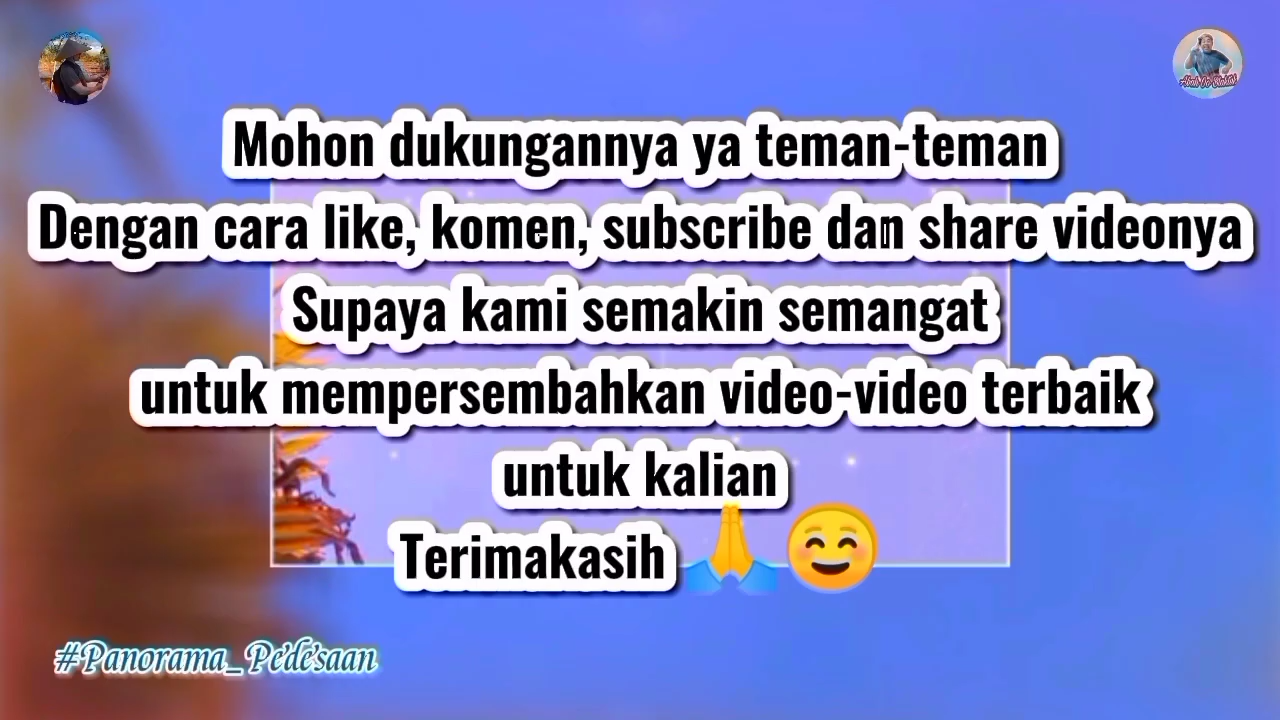 Mohon dukungannya ya teman-teman
Dengan cara like, komen, subscribe dan share videonya
Supaya kami semakin semangat
untuk mempersembahkan video-video terbaik
untuk kalian
Terimakasih 🙏☺️
#Panorama_Pe'de'saan